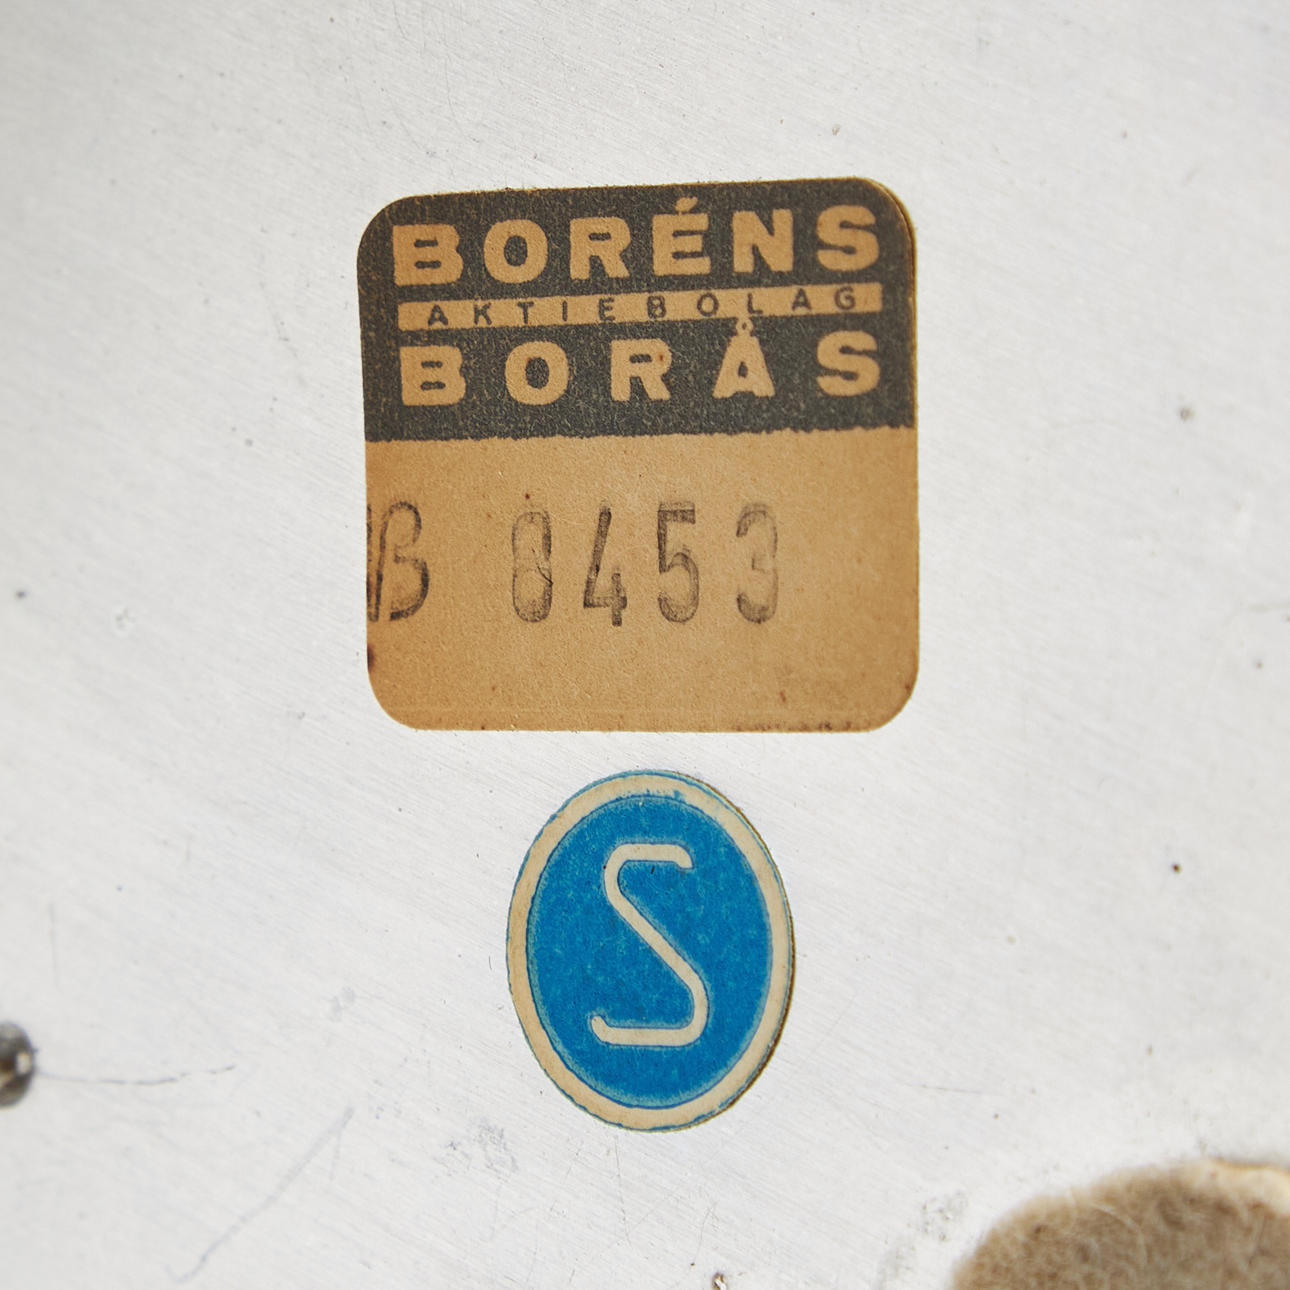 BORÉNS
AKTIEBOLAG
BORÅS
B 8453
S